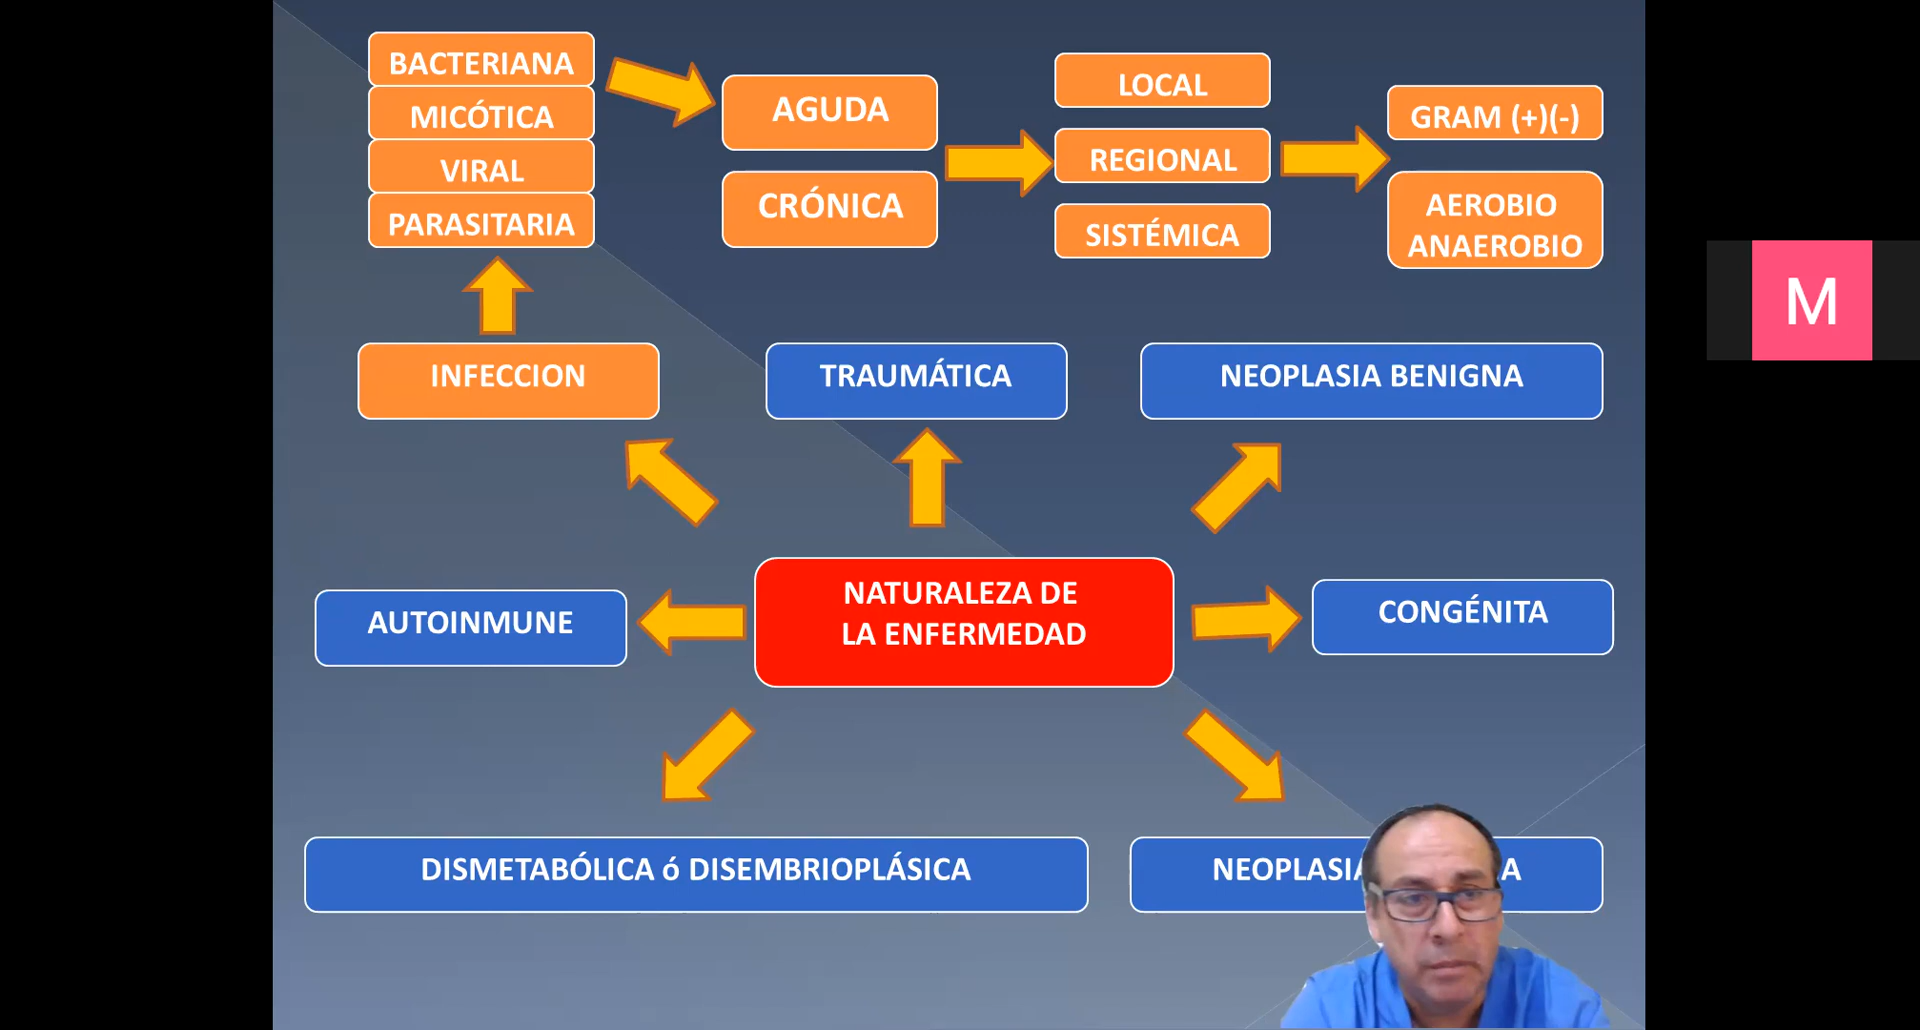 BACTERIANA
MICÓTICA
VIRAL
PARASITARIA
AGUDA
CRÓNICA
LOCAL
REGIONAL
SISTÉMICA
GRAM (+)(-)
AEROBIO
ANAEROBIO
M
INFECCION
TRAUMÁTICA
NEOPLASIA BENIGNA
AUTOINMUNE
NATURALEZA DE
LA ENFERMEDAD
CONGÉNITA
DISMETABÓLICA ó DISEMBRIOPLÁSICA
NEOPLASIA